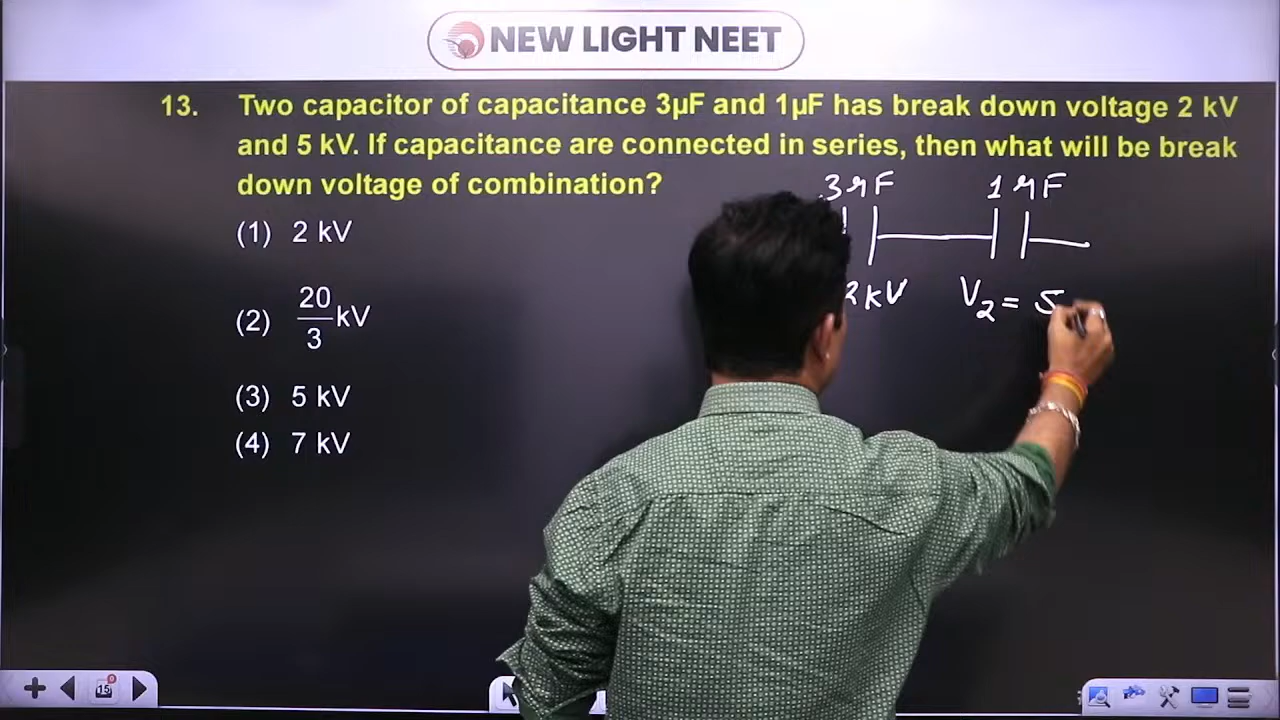 NEW LIGHT NEET
13. Two capacitor of capacitance 3µF and 1µF has break down voltage 2 kV
and 5 kV. If capacitance are connected in series, then what will be break
down voltage of combination?
3µF 1µF
(1) 2 kV
2kV V₂ = 5
(2) 20/3 kV
(3) 5 kV
(4) 7 kV
15